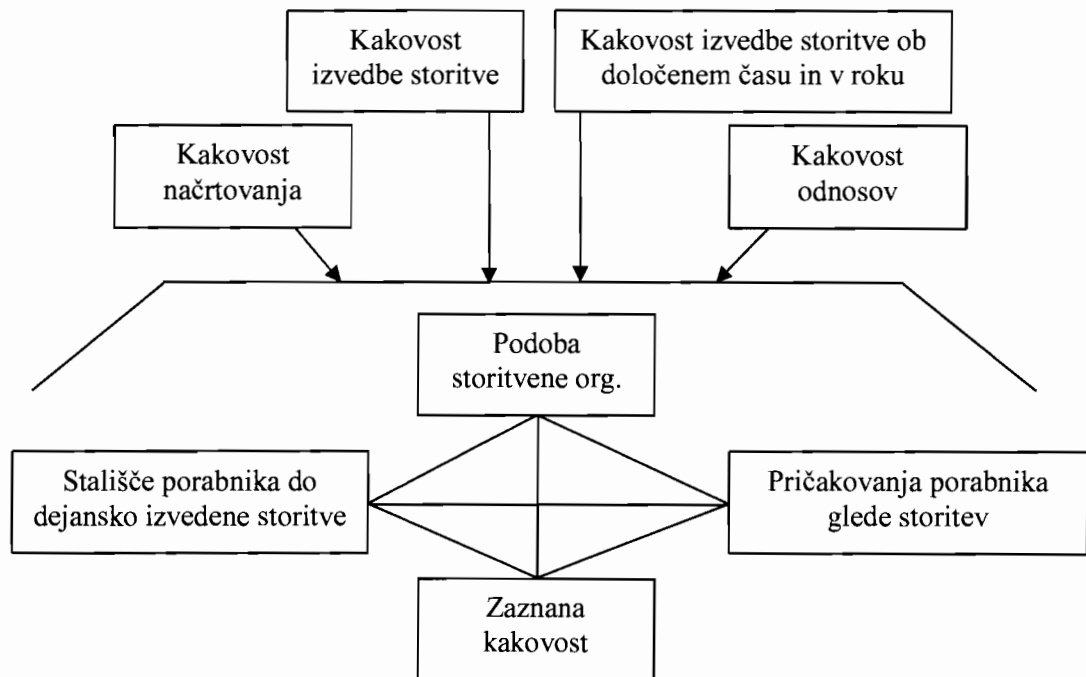 Kakovost
izvedbe storitve
Kakovost izvedbe storitve ob
določenem času in v roku
Kakovost
načrtovanja
Kakovost
odnosov
Podoba
storitvene org.
Stališče porabnika do
dejansko izvedene storitve
Pričakovanja porabnika
glede storitev
Zaznana
kakovost